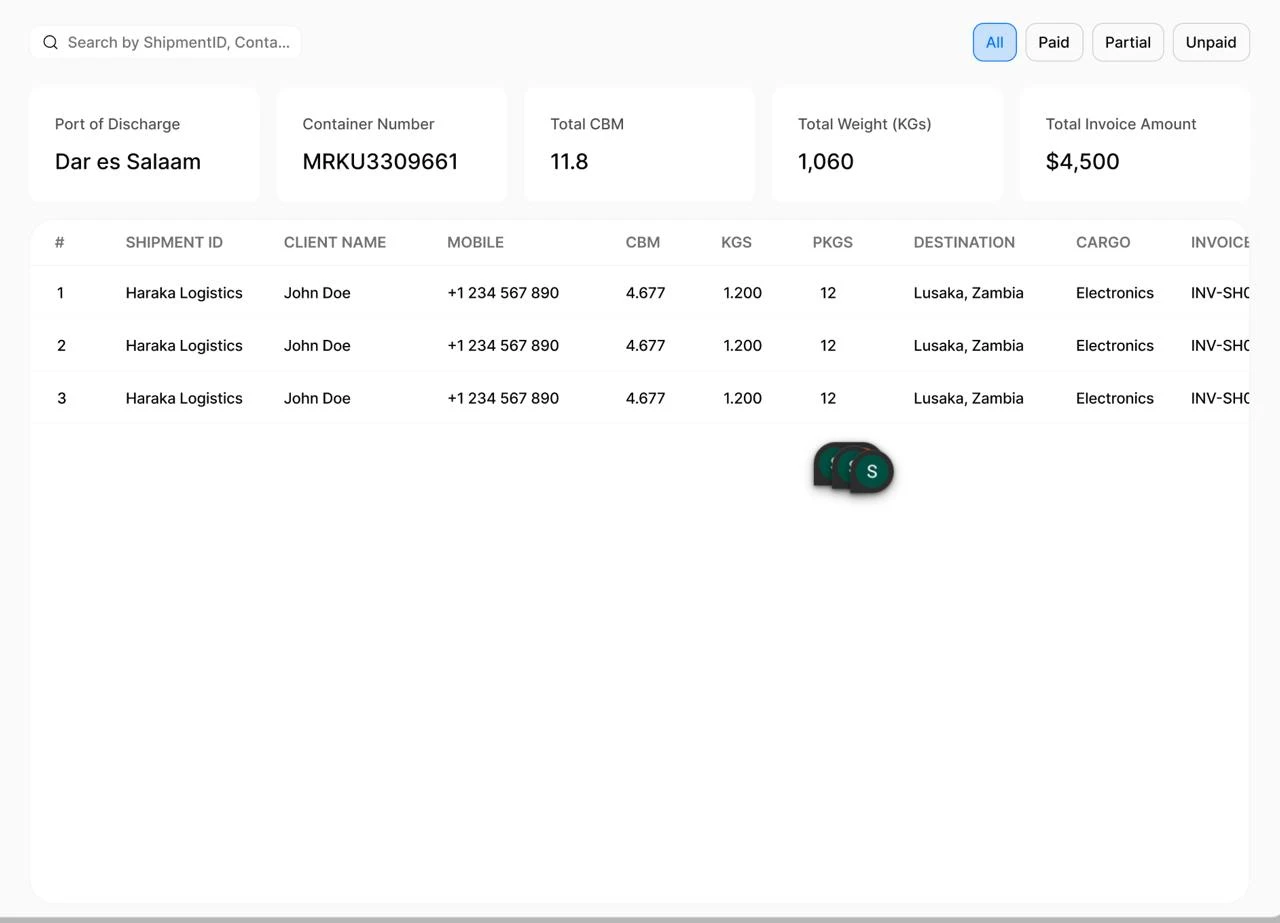 Search by ShipmentID, Conta...
All Paid Partial Unpaid
Port of Discharge
Dar es Salaam
Container Number
MRKU3309661
Total CBM
11.8
Total Weight (KGs)
1,060
Total Invoice Amount
$4,500
# SHIPMENT ID CLIENT NAME MOBILE CBM KGS PKGS DESTINATION CARGO INVOICE
1 Haraka Logistics John Doe +1 234 567 890 4.677 1.200 12 Lusaka, Zambia Electronics INV-SH0
2 Haraka Logistics John Doe +1 234 567 890 4.677 1.200 12 Lusaka, Zambia Electronics INV-SH0
3 Haraka Logistics John Doe +1 234 567 890 4.677 1.200 12 Lusaka, Zambia Electronics INV-SH0
S